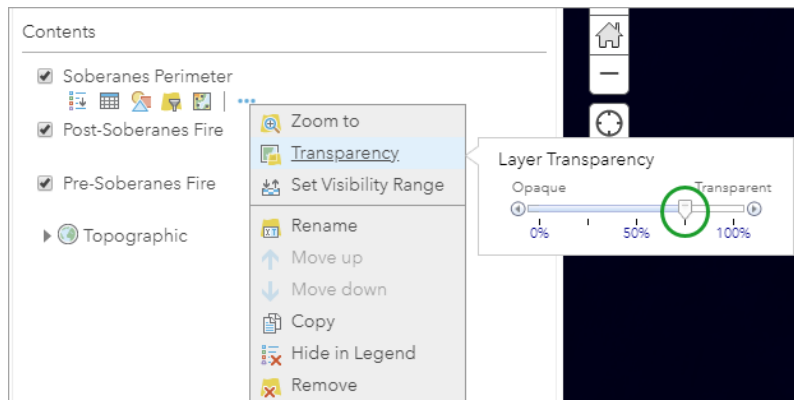 Contents
Soberanes Perimeter
Post-Soberanes Fire
Pre-Soberanes Fire
Topographic
Zoom to
Transparency
Set Visibility Range
Rename
Move up
Move down
Copy
Hide in Legend
Remove
Layer Transparency
Opaque Transparent
0% 50% 100%